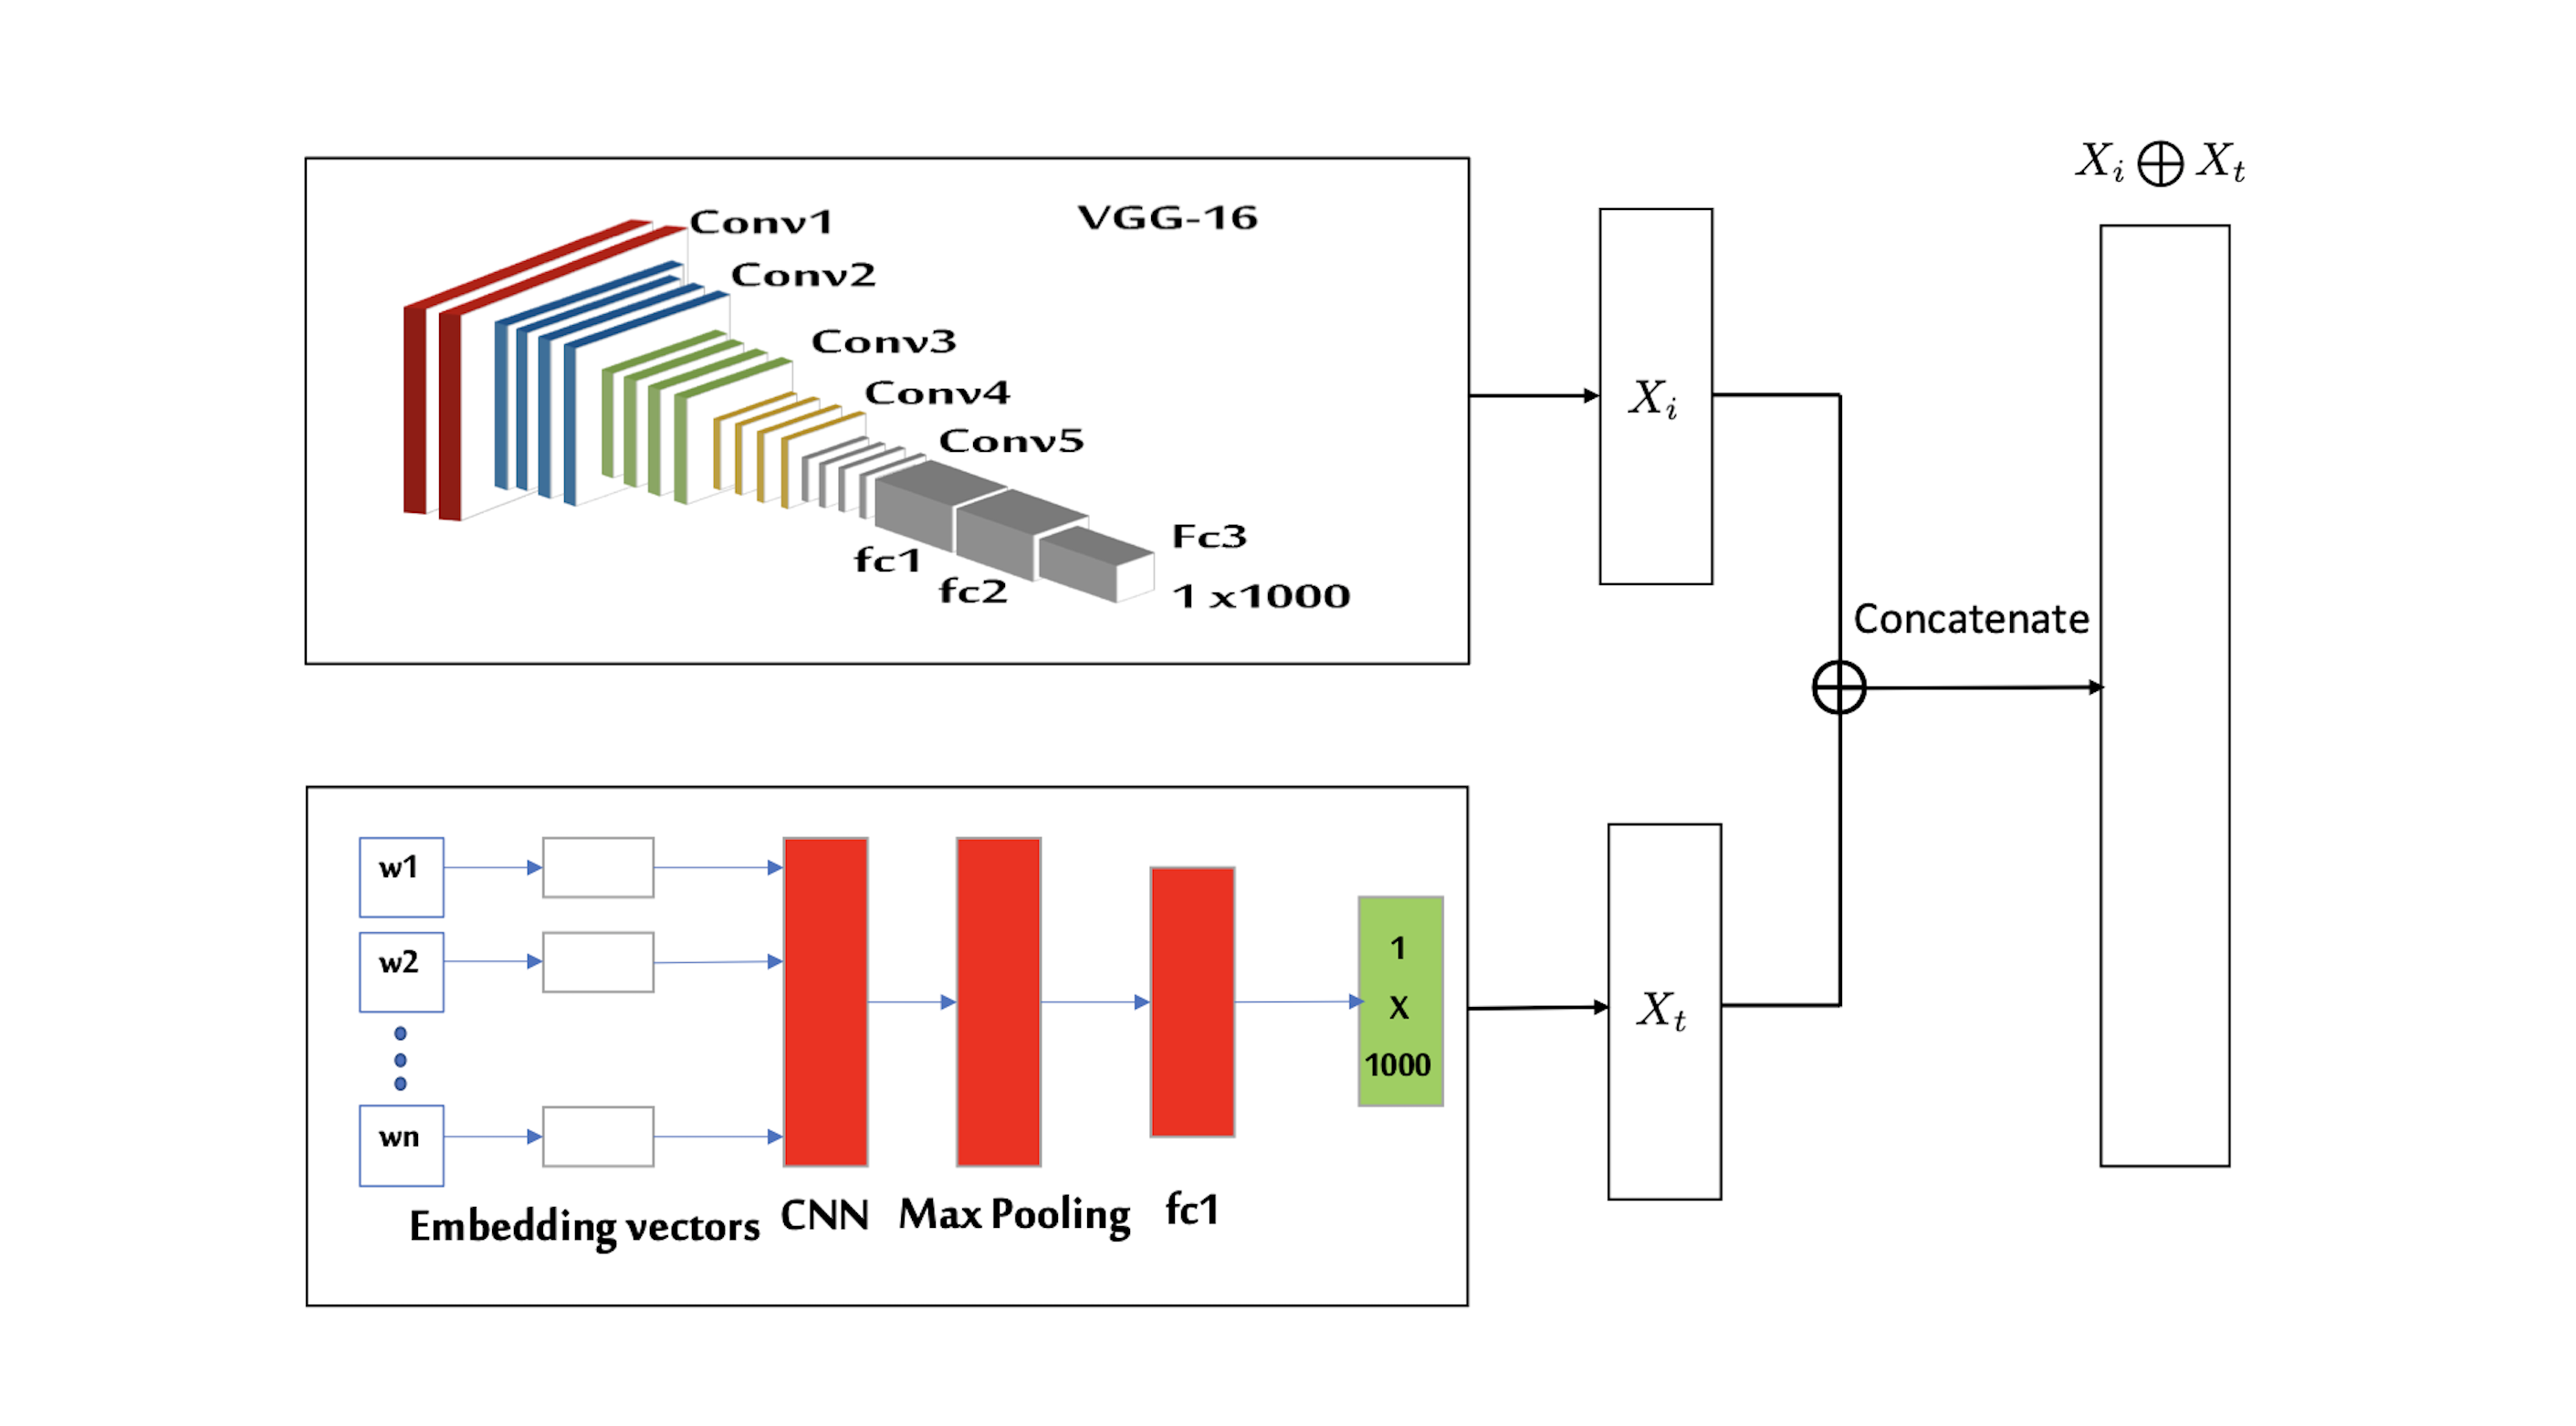 VGG-16
Conv1
Conv2
Conv3
Conv4
Conv5
fc1
fc2
Fc3
1 x1000
X_i
X_i ⊕ X_t
Concatenate
w1
w2
wn
Embedding vectors
CNN
Max Pooling
fc1
1
X
1000
X_t